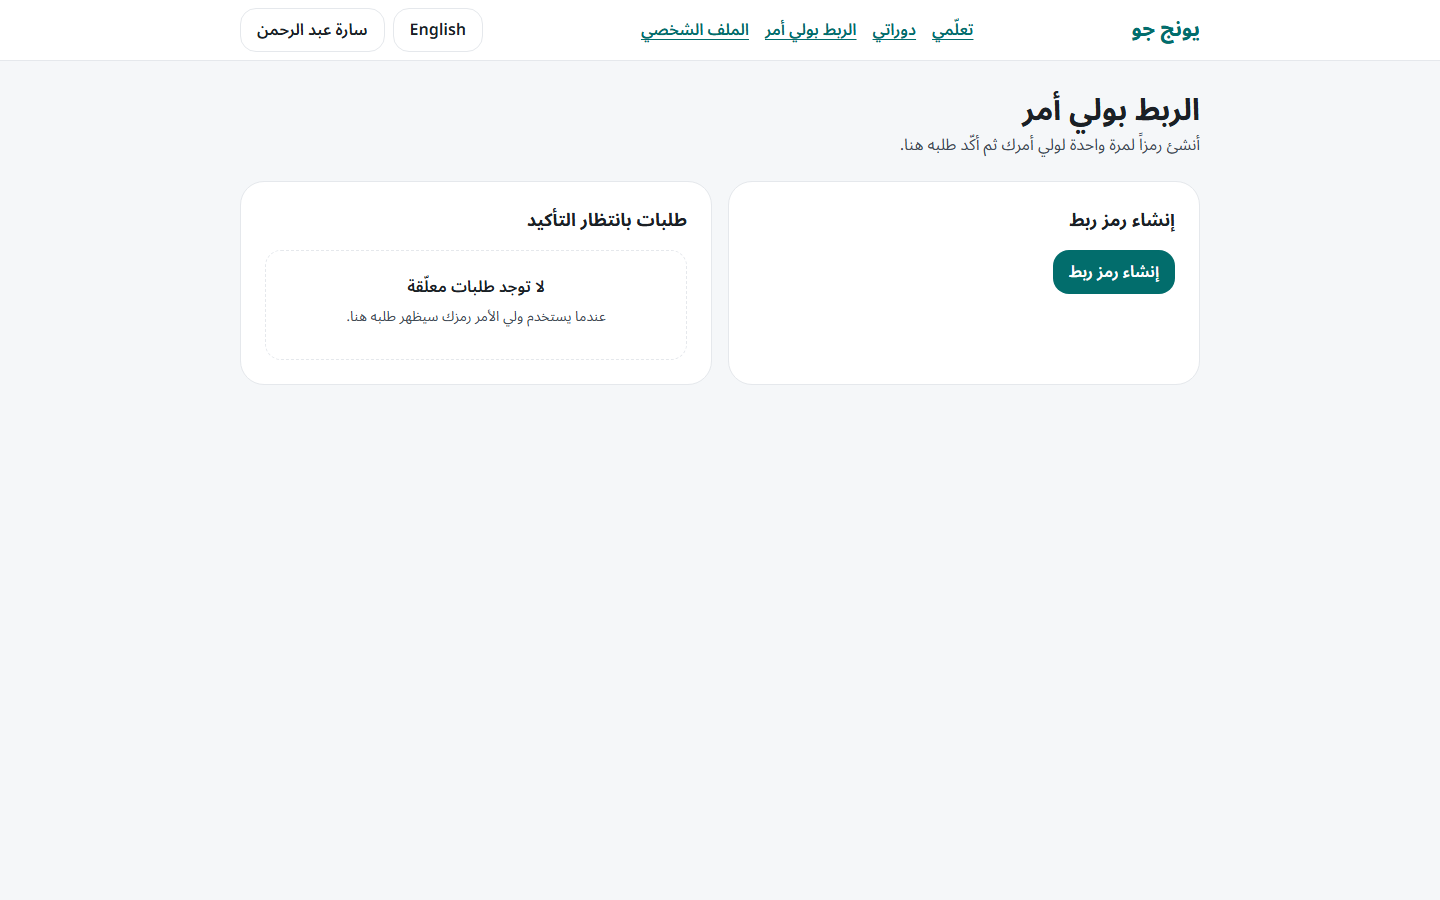 يونج جو
تعلّمي
دوراتي
الربط بولي أمر
الملف الشخصي
English
سارة عبد الرحمن
الربط بولي أمر
أنشئ رمزاً لمرة واحدة لولي أمرك ثم أكّد طلبه هنا.
إنشاء رمز ربط
إنشاء رمز ربط
طلبات بانتظار التأكيد
لا توجد طلبات معلّقة
عندما يستخدم ولي الأمر رمزك سيظهر طلبه هنا.